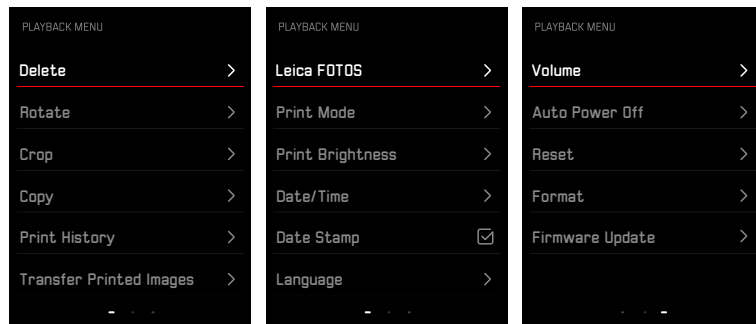 PLAYBACK MENU
Delete
Rotate
Crop
Copy
Print History
Transfer Printed Images
PLAYBACK MENU
Leica FOTOS
Print Mode
Print Brightness
Date/Time
Date Stamp
Language
PLAYBACK MENU
Volume
Auto Power Off
Reset
Format
Firmware Update